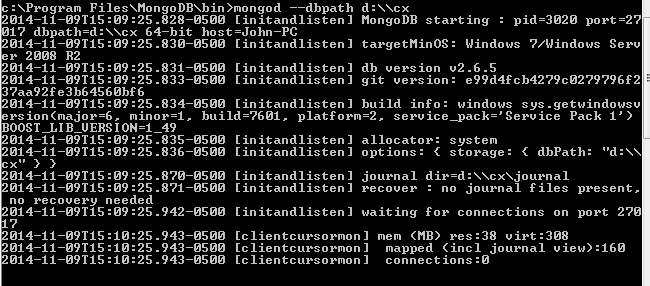 c:\Program Files\MongoDB\bin>mongod --dbpath d:\\cx
2014-11-09T15:09:25.828-0500 [initandlisten] MongoDB starting : pid=3020 port=27
017 dbpath=d:\\cx 64-bit host=John-PC
2014-11-09T15:09:25.830-0500 [initandlisten] targetMinOS: Windows 7/Windows Serv
er 2008 R2
2014-11-09T15:09:25.831-0500 [initandlisten] db version v2.6.5
2014-11-09T15:09:25.833-0500 [initandlisten] git version: e99d4fcb4279c0279796f2
37aa92fe3b64560bf6
2014-11-09T15:09:25.834-0500 [initandlisten] build info: windows sys.getwindowsv
ersion(major=6, minor=1, build=7601, platform=2, service_pack='Service Pack 1')
BOOST_LIB_VERSION=1_49
2014-11-09T15:09:25.835-0500 [initandlisten] allocator: system
2014-11-09T15:09:25.836-0500 [initandlisten] options: { storage: { dbPath: "d:\\
cx" } }
2014-11-09T15:09:25.870-0500 [initandlisten] journal dir=d:\\cx\journal
2014-11-09T15:09:25.871-0500 [initandlisten] recover : no journal files present,
 no recovery needed
2014-11-09T15:09:25.942-0500 [initandlisten] waiting for connections on port 270
17
2014-11-09T15:10:25.943-0500 [clientcursormon] mem (MB) res:38 virt:308
2014-11-09T15:10:25.943-0500 [clientcursormon]  mapped (incl journal view):160
2014-11-09T15:10:25.943-0500 [clientcursormon]  connections:0